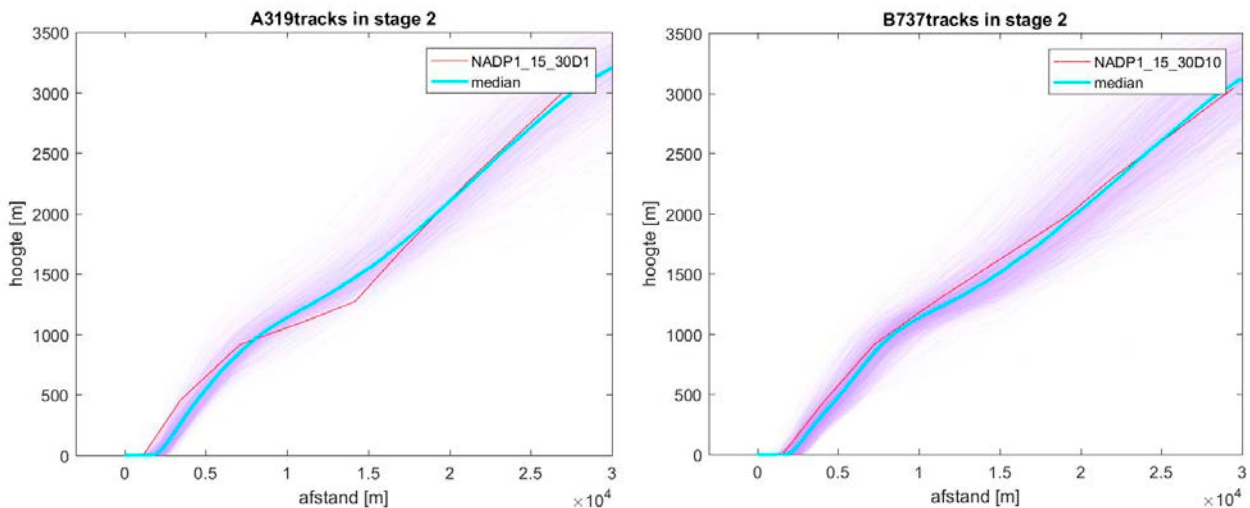 A319tracks in stage 2
3500
3000
2500
2000
1500
1000
500
0
hoogte [m]
NADP1_15_30D1
median
0 0.5 1 1.5 2 2.5 3
afstand [m]
×10⁴
B737tracks in stage 2
3500
3000
2500
2000
1500
1000
500
0
hoogte [m]
NADP1_15_30D10
median
0 0.5 1 1.5 2 2.5 3
afstand [m]
×10⁴